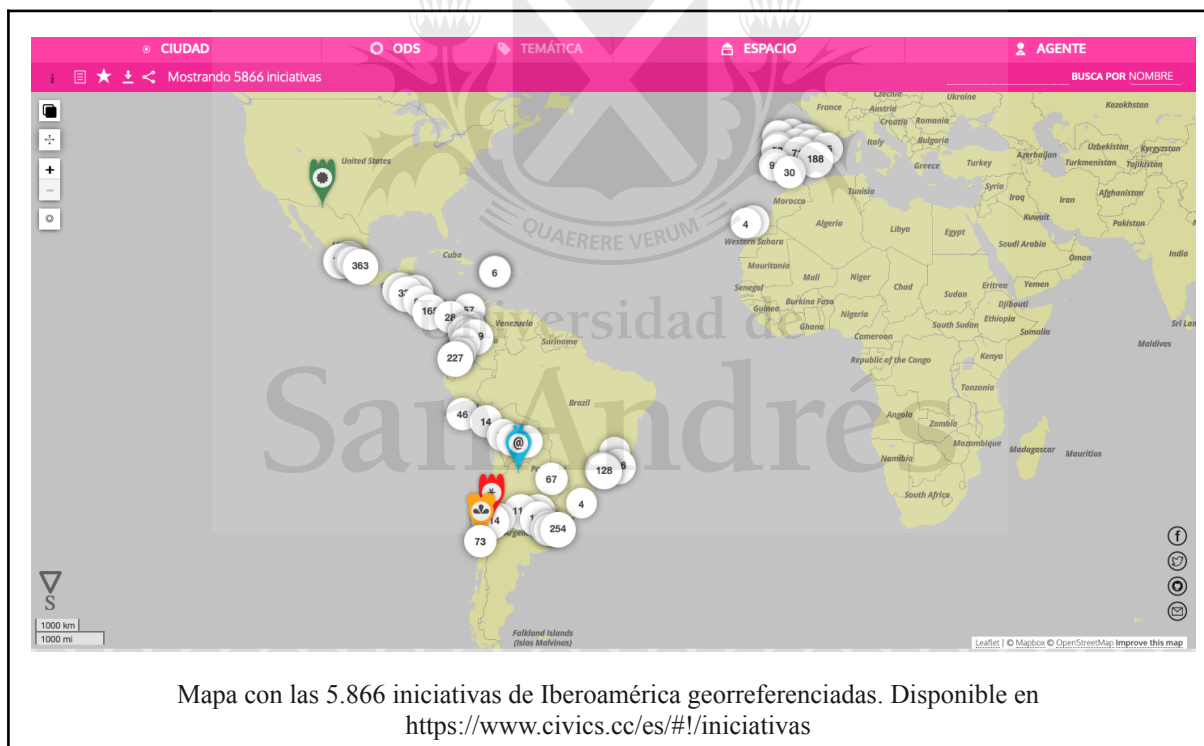 CIUDAD
ODS
TEMÁTICA
ESPACIO
AGENTE
Mostrando 5866 iniciativas
BUSCA POR NOMBRE
France
Austria
Ukraine
Kazakhstan
Croatia
Romania
Italy
Bulgaria
Uzbekistan
Kyrgyzstan
Greece
Turkey
Azerbaijan
Turkmenistan
Tajikistan
188
30
United States
Tunisia
Syria
Iraq
Iran
Afghanistan
Morocco
Kuwait
Pakistan
4
Algeria
Libya
Egypt
QUAERERE VERUM
Western Sahara
Saudi Arabia
Oman
India
363
Cuba
6
Mauritania
Mali
Niger
Chad
Sudan
Eritrea
Yemen
Senegal
Burkina Faso
Djibouti
Guinea
Nigeria
Ethiopia
Ghana
South Sudan
Somalia
Cameroon
28
Venezuela
Suriname
Universidad de
Maldives
227
Republic of the Congo
Kenya
Tanzania
San Andrés
46
14
Brazil
Angola
Zambia
@
Mozambique
Madagascar
Mauritius
Namibia
128
67
South Africa
4
14
11
254
73
S
1000 km
1000 mi
Falkland Islands
(Islas Malvinas)
Leaflet | © Mapbox © OpenStreetMap Improve this map
Mapa con las 5.866 iniciativas de Iberoamérica georreferenciadas. Disponible en
https://www.civics.cc/es/#!/iniciativas